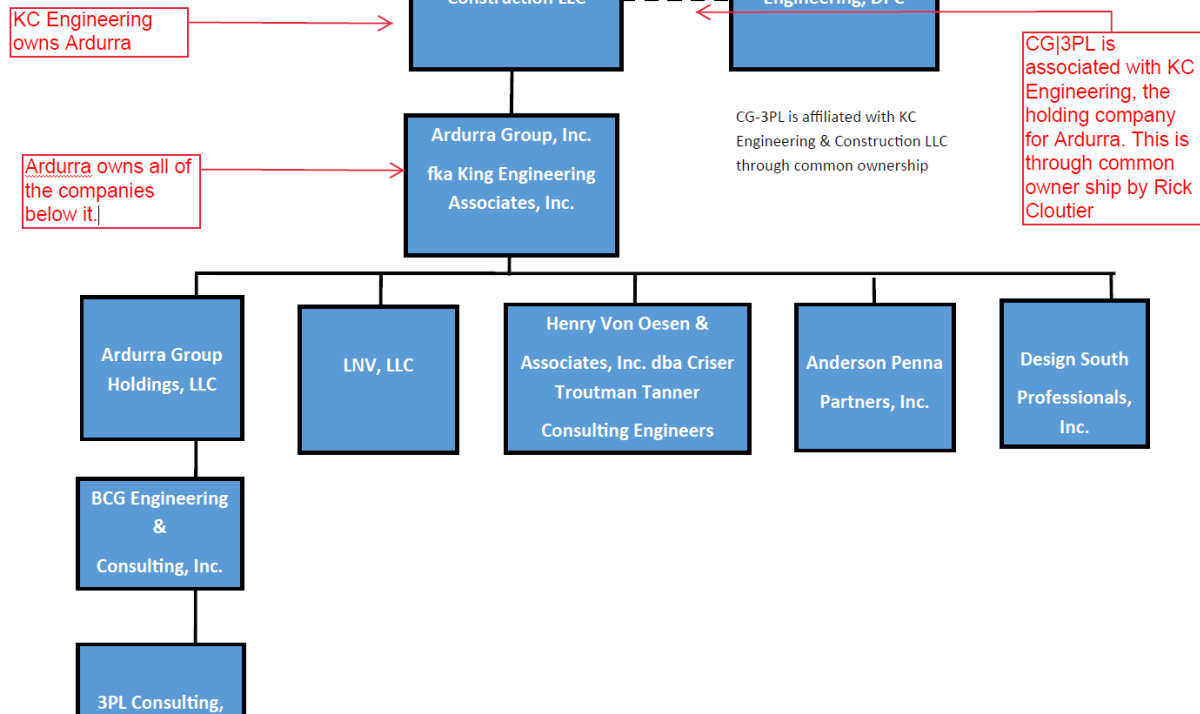 Construction LLC
Engineering, DPC
KC Engineering
owns Ardurra
CG|3PL is
associated with KC
Engineering, the
holding company
for Ardurra. This is
through common
owner ship by Rick
Cloutier
CG-3PL is affiliated with KC
Engineering & Construction LLC
through common ownership
Ardurra Group, Inc.
fka King Engineering
Associates, Inc.
Ardurra owns all of
the companies
below it.
Ardurra Group
Holdings, LLC
LNV, LLC
Henry Von Oesen &
Associates, Inc. dba Criser
Troutman Tanner
Consulting Engineers
Anderson Penna
Partners, Inc.
Design South
Professionals,
Inc.
BCG Engineering
&
Consulting, Inc.
3PL Consulting,